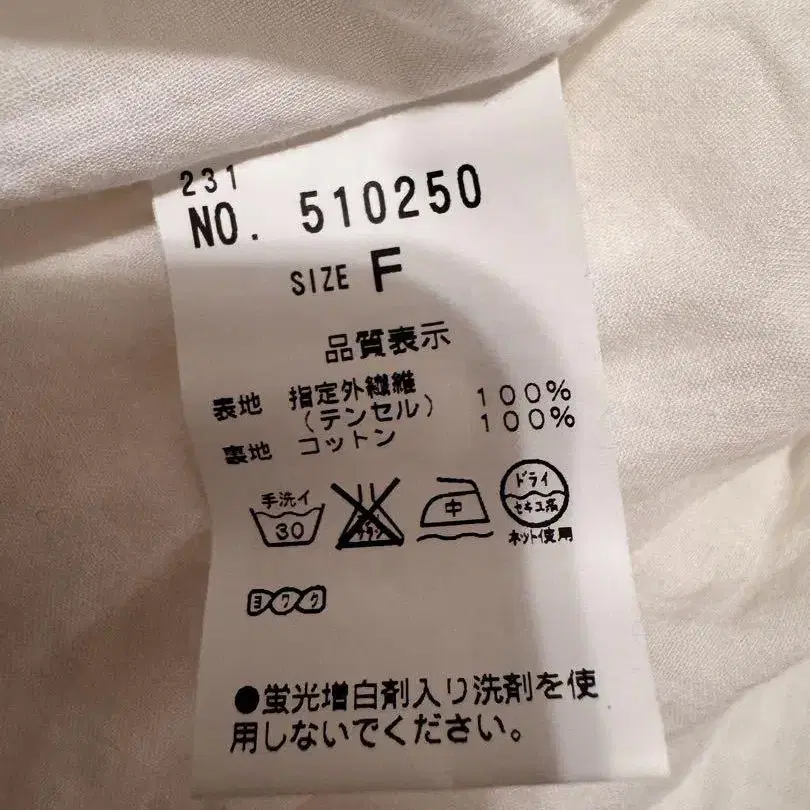 231
NO. 510250
SIZE F
品質表示
表地 指定外繊維 100%
(テンセル)
裏地 コットン 100%
手洗イ
30
中
ドライ
セキユ系
ネット使用
ヨワク
●蛍光増白剤入り洗剤を使
用しないでください。